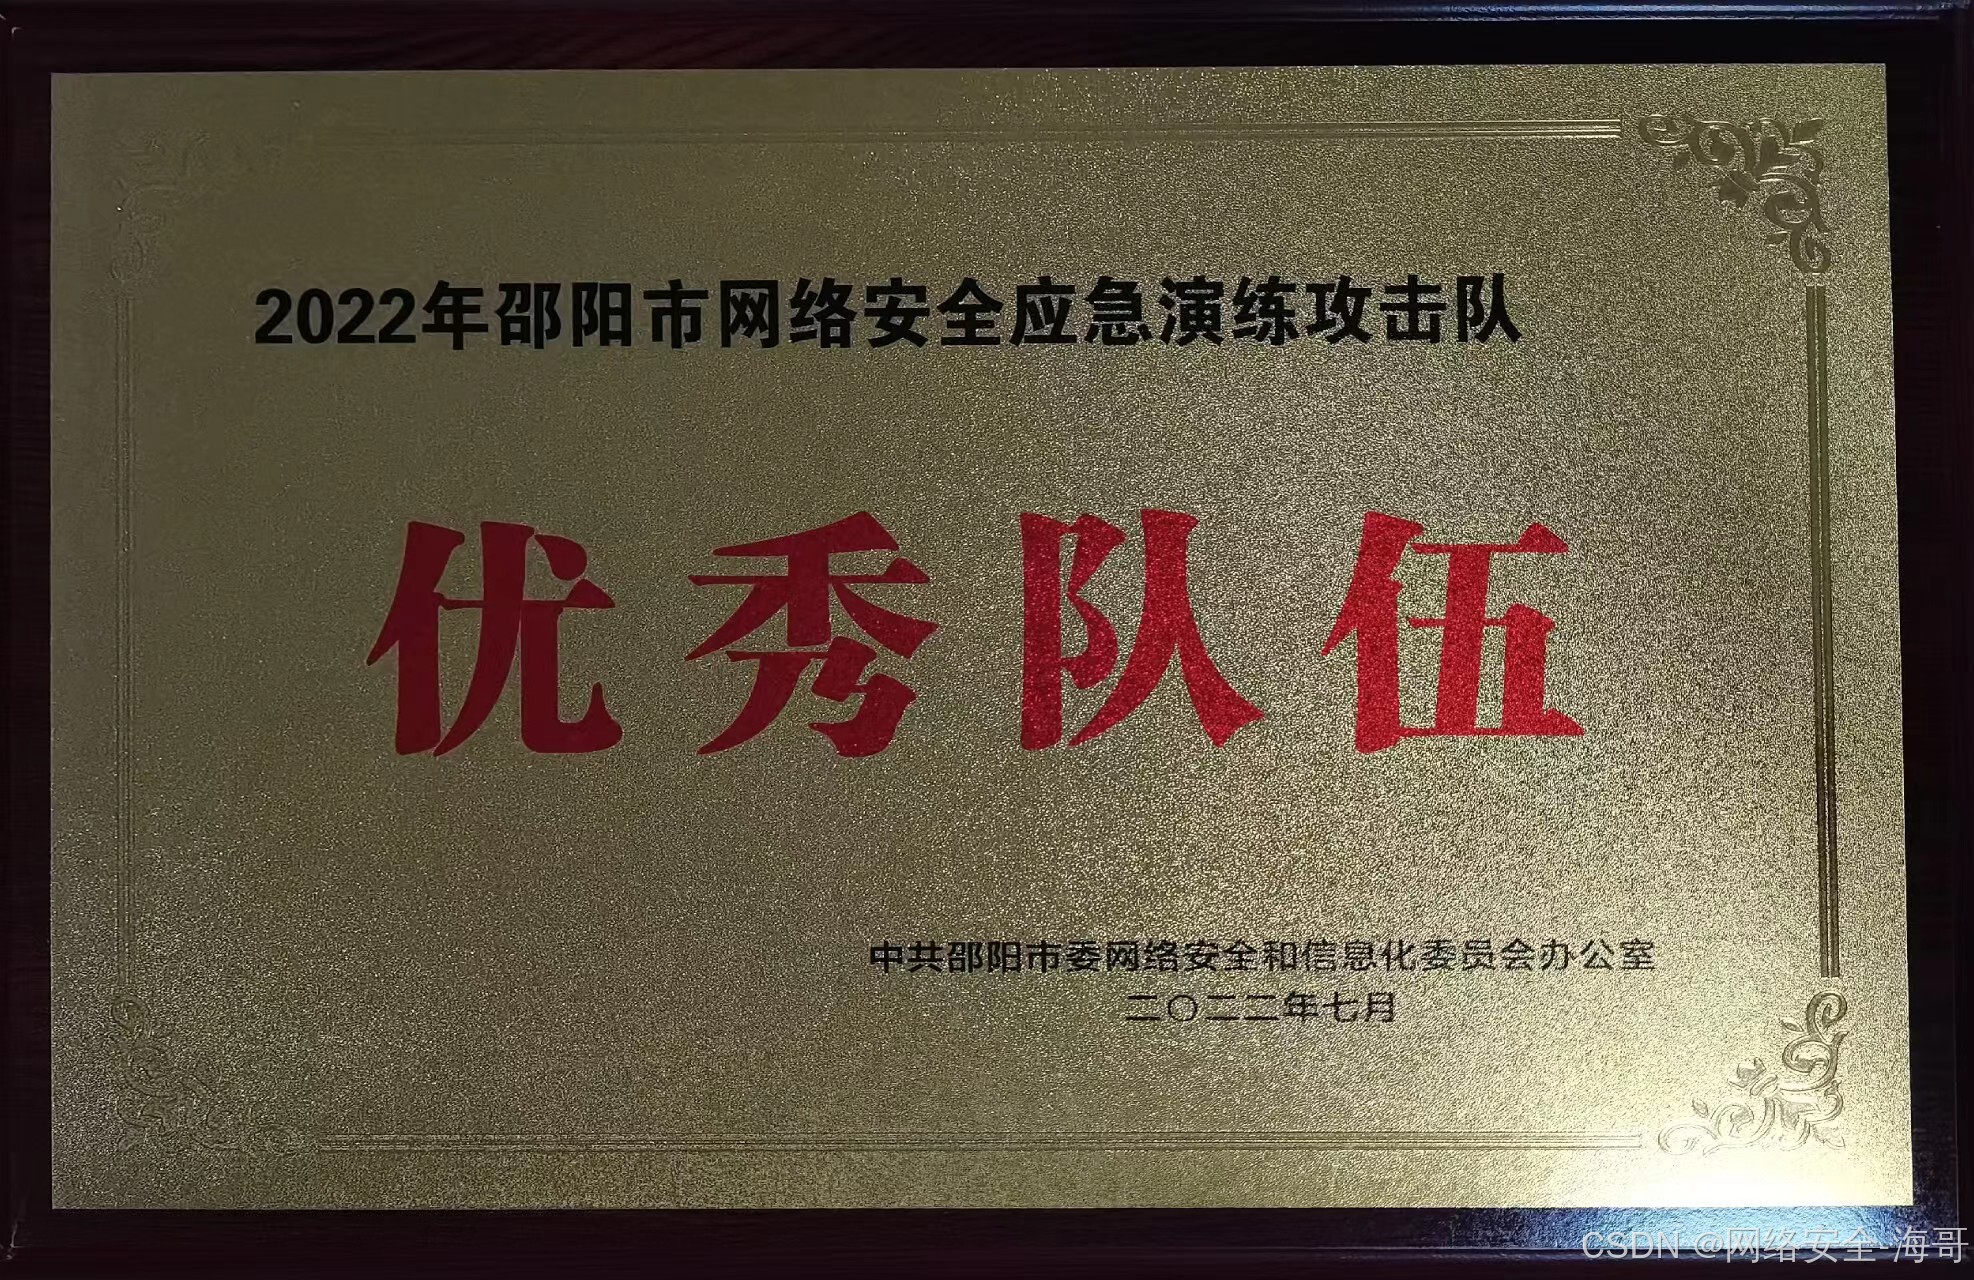 2022年邵阳市网络安全应急演练攻击队
优秀队伍
中共邵阳市委网络安全和信息化委员会办公室
二〇二二年七月
CSDN @网络安全-海哥